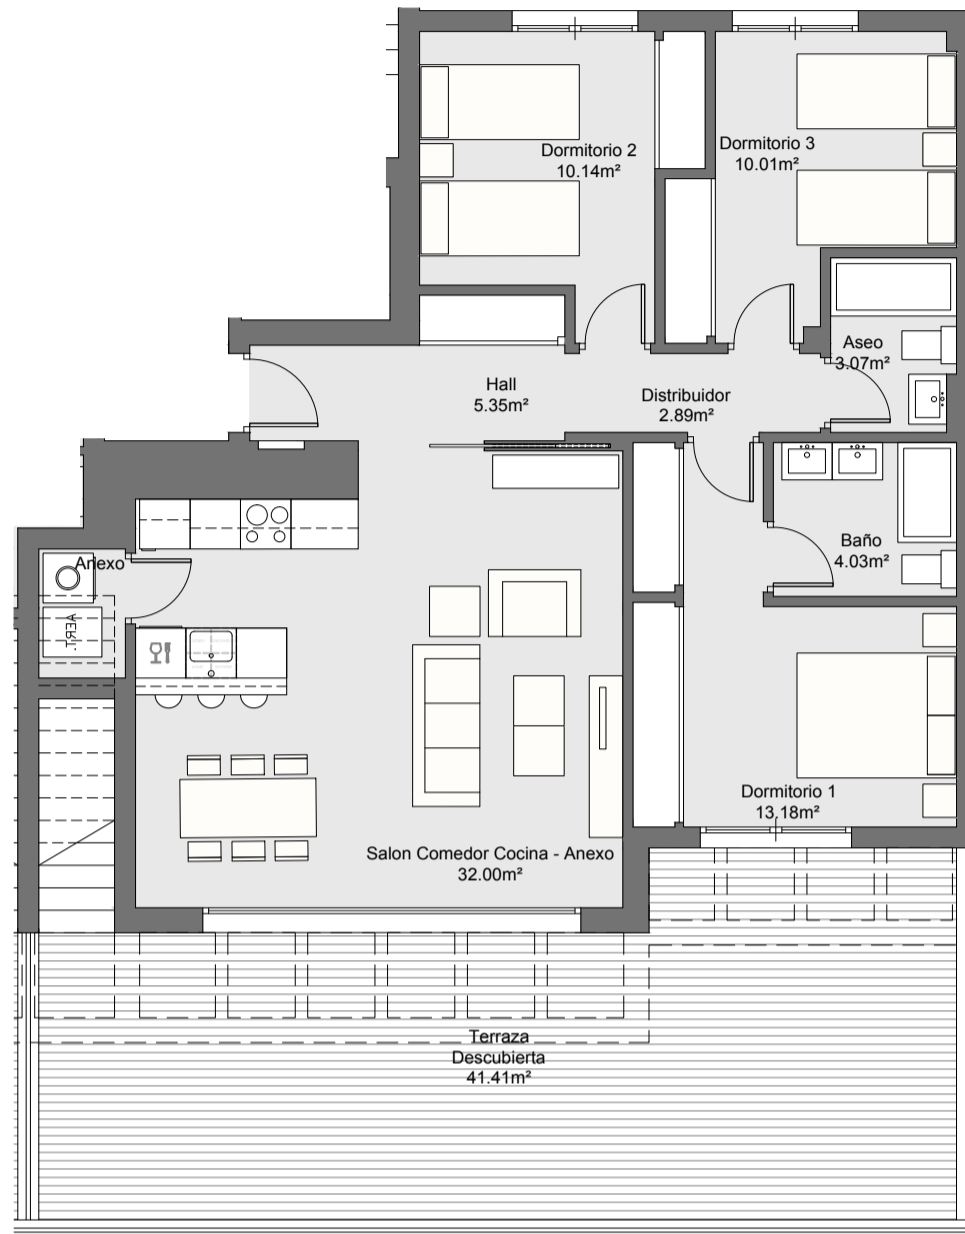 Dormitorio 2
10.14m²
Dormitorio 3
10.01m²
Aseo
3.07m²
Hall
5.35m²
Distribuidor
2.89m²
Baño
4.03m²
Anexo
AERT.
Dormitorio 1
13.18m²
Salon Comedor Cocina - Anexo
32.00m²
Terraza
Descubierta
41.41m²